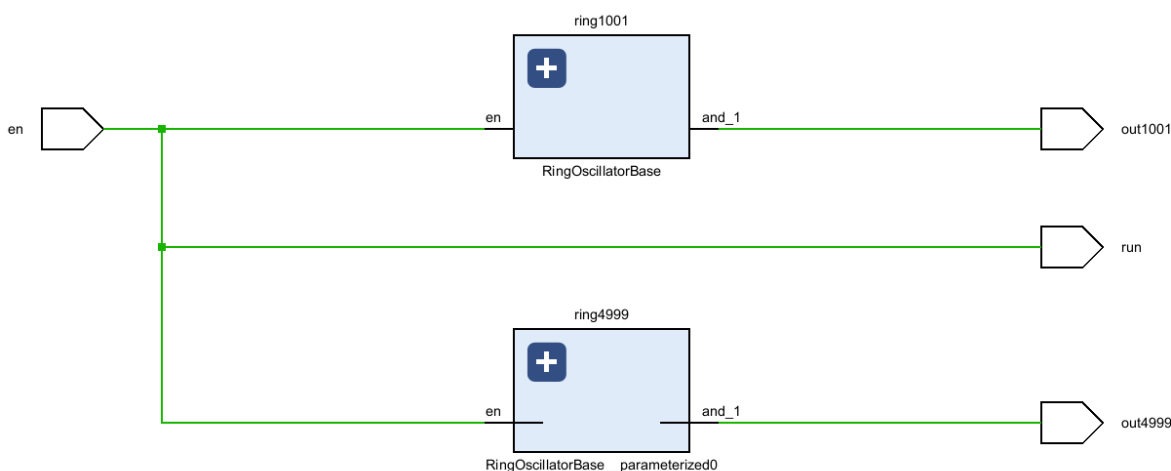 ring1001
en
en
and_1
out1001
RingOscillatorBase
run
ring4999
en
and_1
out4999
RingOscillatorBase parameterized0